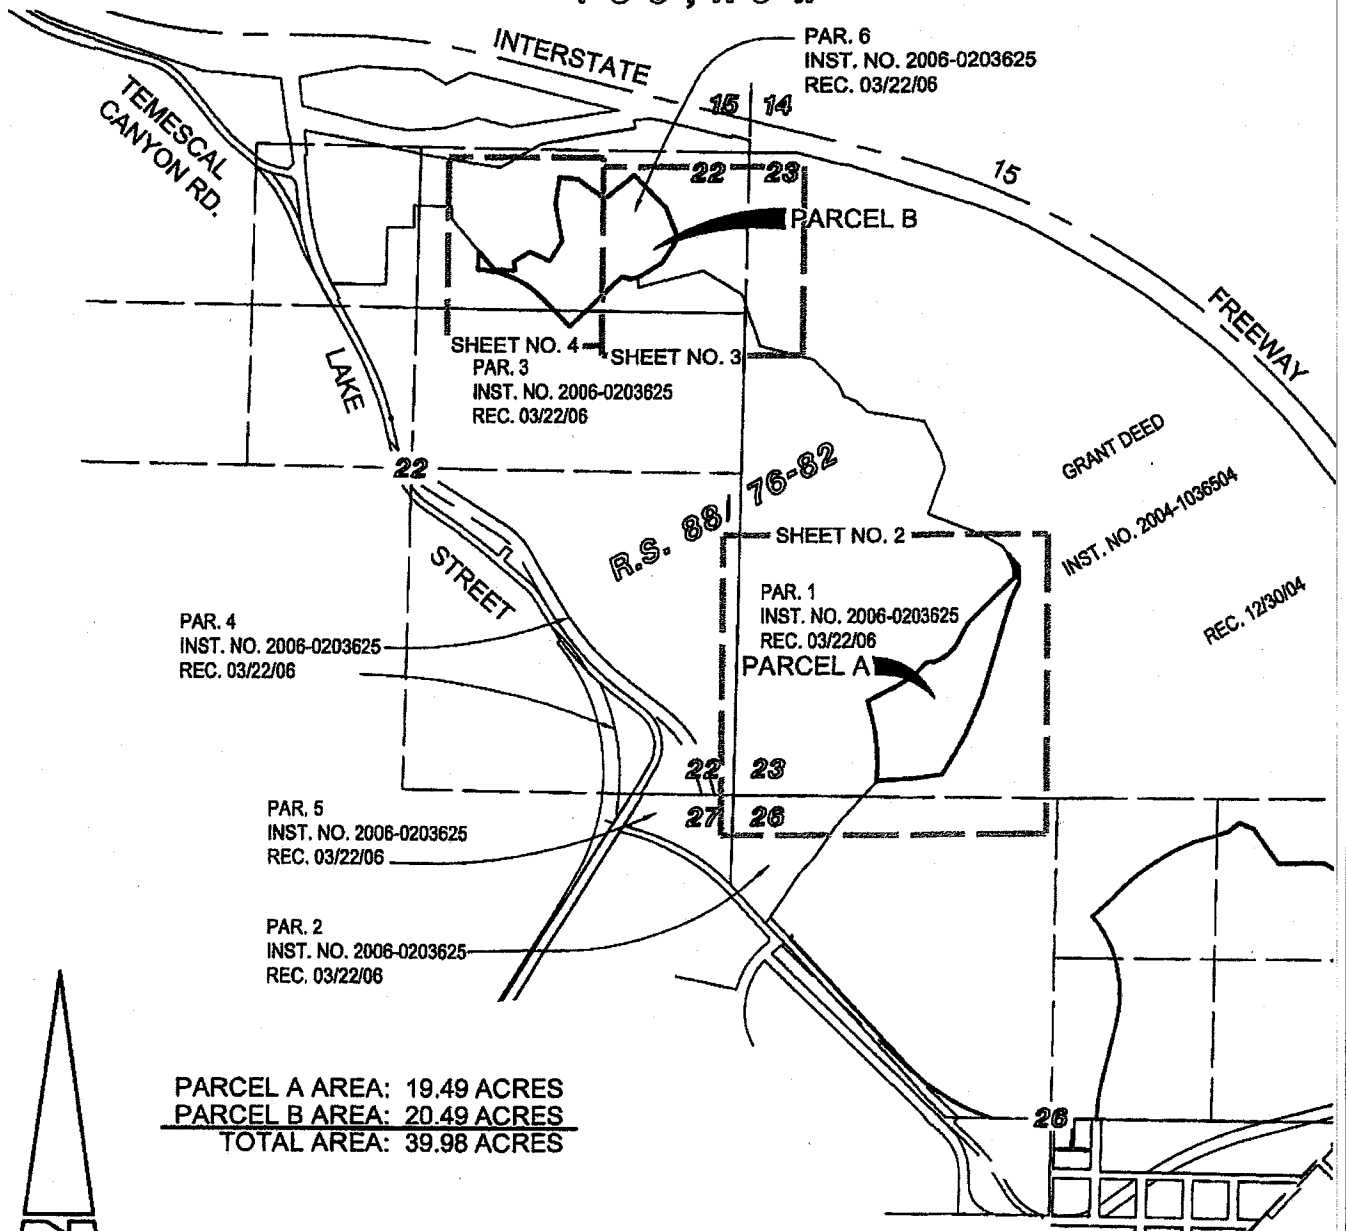 INTERSTATE
PAR. 6
INST. NO. 2006-0203625
REC. 03/22/06
TEMESCAL
CANYON RD.
15 14
22 23
15
PARCEL B
FREEWAY
SHEET NO. 4
SHEET NO. 3
PAR. 3
INST. NO. 2006-0203625
REC. 03/22/06
LAKE
22
R.S. 88/ 76-82
GRANT DEED
INST. NO. 2004-1036504
REC. 12/30/04
SHEET NO. 2
STREET
PAR. 1
INST. NO. 2006-0203625
REC. 03/22/06
PARCEL A
PAR. 4
INST. NO. 2006-0203625
REC. 03/22/06
22 23
27 26
PAR. 5
INST. NO. 2006-0203625
REC. 03/22/06
PAR. 2
INST. NO. 2006-0203625
REC. 03/22/06
PARCEL A AREA: 19.49 ACRES
PARCEL B AREA: 20.49 ACRES
TOTAL AREA: 39.98 ACRES
26